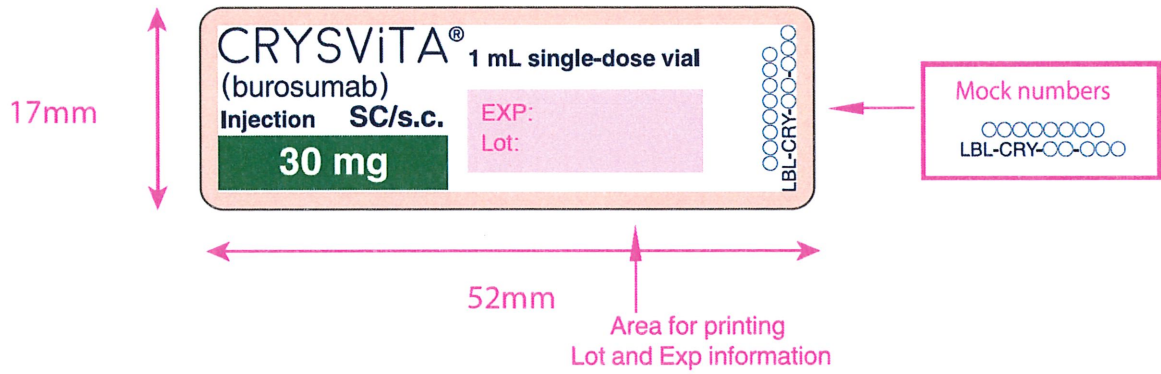 CRYSViTA®
(burosumab)
Injection SC/s.c.
30 mg
1 mL single-dose vial
EXP:
Lot:
○○○○○○○○
LBL-CRY-○○-○○○
17mm
52mm
Area for printing
Lot and Exp information
Mock numbers
○○○○○○○○
LBL-CRY-○○-○○○